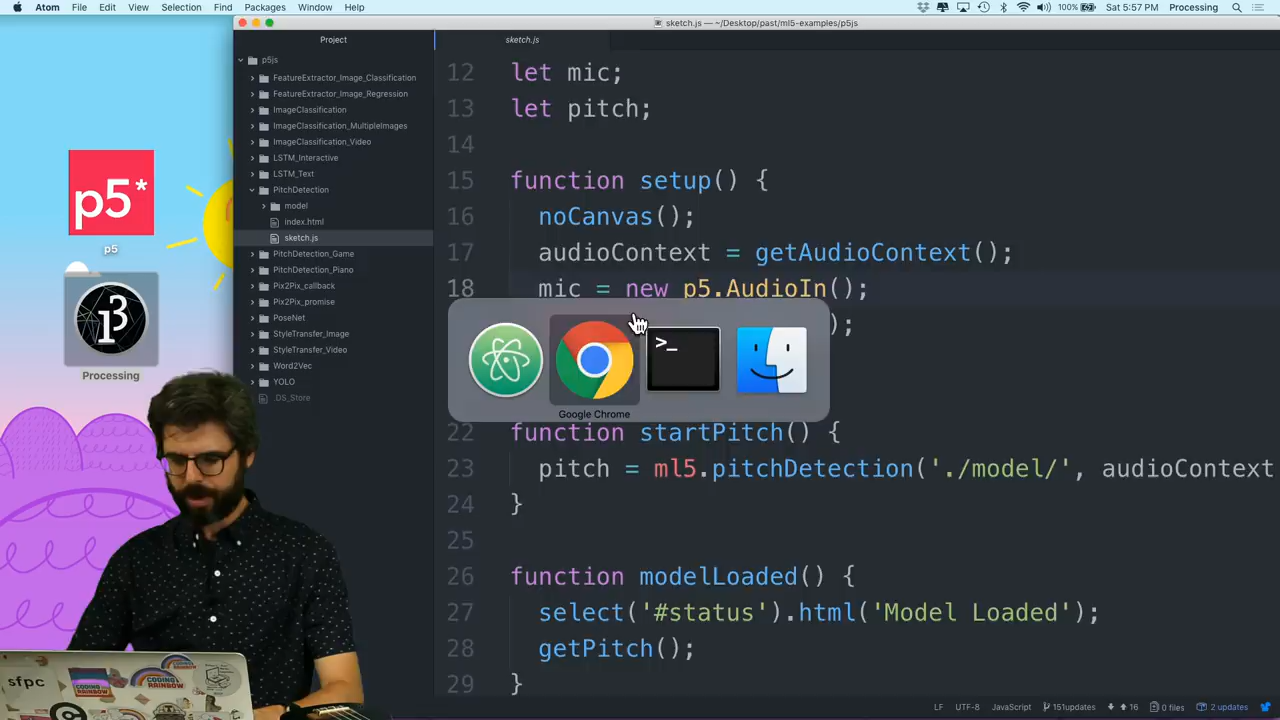 Atom File Edit View Selection Find Packages Window Help
100% Sat 5:57 PM Processing
sketch.js — ~/Desktop/past/ml5-examples/p5js
Project
sketch.js
p5js
FeatureExtractor_Image_Classification
FeatureExtractor_Image_Regression
ImageClassification
ImageClassification_MultipleImages
ImageClassification_Video
LSTM_Interactive
LSTM_Text
PitchDetection
model
index.html
sketch.js
PitchDetection_Game
PitchDetection_Piano
Pix2Pix_callback
Pix2Pix_promise
PoseNet
StyleTransfer_Image
StyleTransfer_Video
Word2Vec
YOLO
.DS_Store
p5*
p5
Processing
12 let mic;
13 let pitch;
14
15 function setup() {
16 noCanvas();
17 audioContext = getAudioContext();
18 mic = new p5.AudioIn();
);
>_
Google Chrome
22 function startPitch() {
23 pitch = ml5.pitchDetection('./model/', audioContext
24 }
25
26 function modelLoaded() {
27 select('#status').html('Model Loaded');
28 getPitch();
29 }
LF UTF-8 JavaScript 151updates 16 0 files 2 updates
sfpc
CODING
RAINBOW